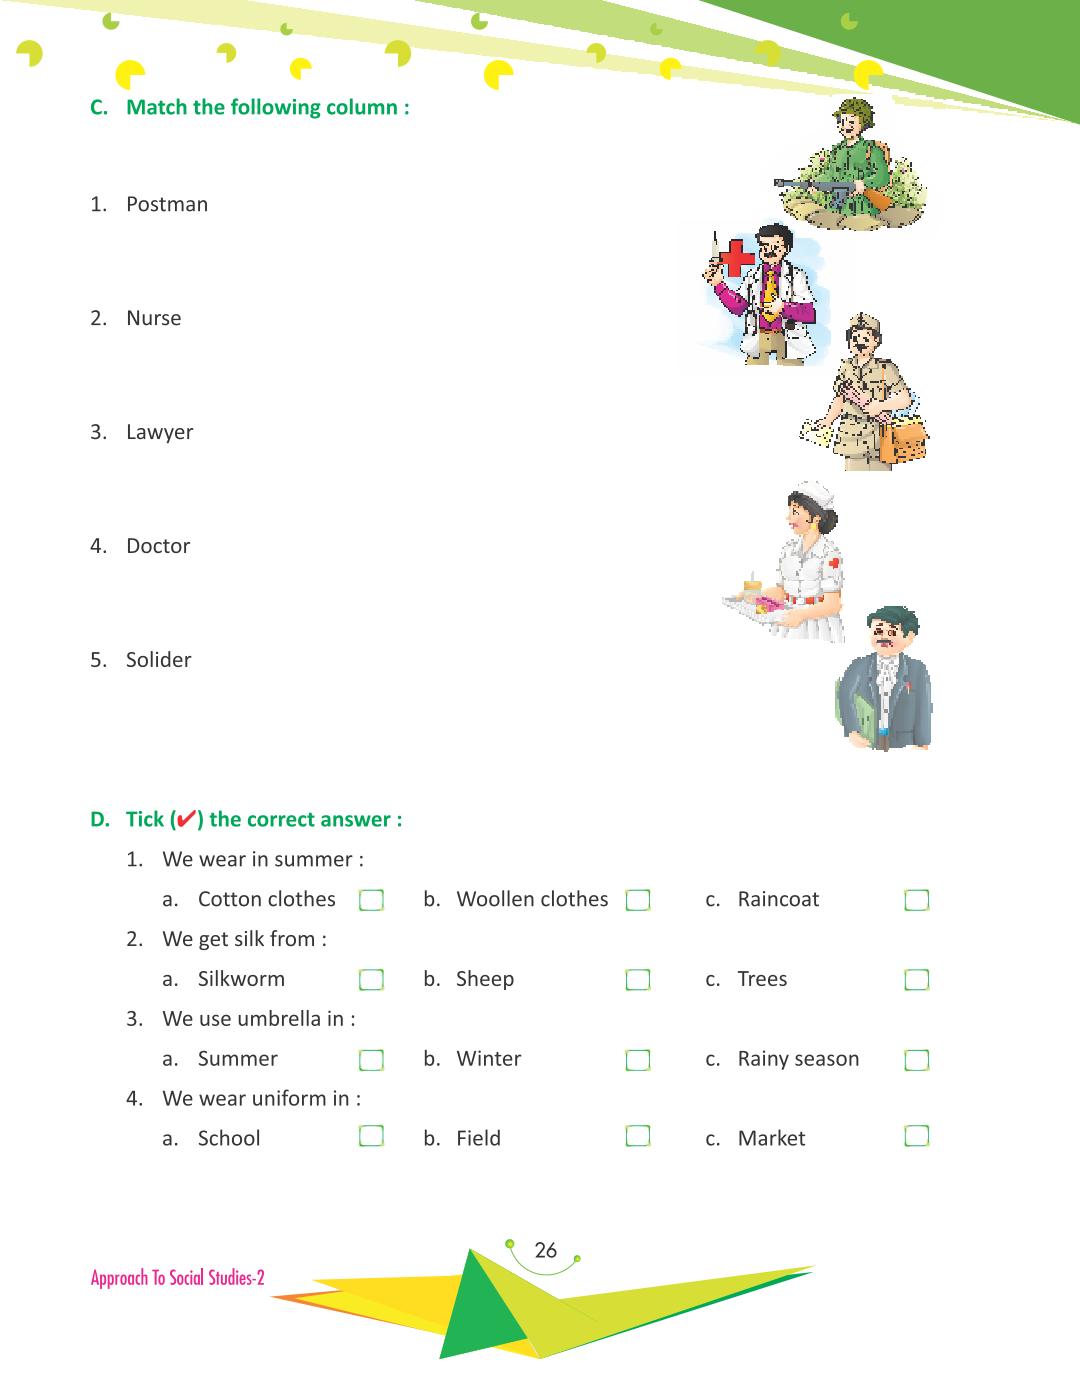 C. Match the following column :
1. Postman
2. Nurse
3. Lawyer
4. Doctor
5. Solider
D. Tick (✔) the correct answer :
1. We wear in summer :
a. Cotton clothes b. Woollen clothes c. Raincoat
2. We get silk from :
a. Silkworm b. Sheep c. Trees
3. We use umbrella in :
a. Summer b. Winter c. Rainy season
4. We wear uniform in :
a. School b. Field c. Market
26
Approach To Social Studies-2